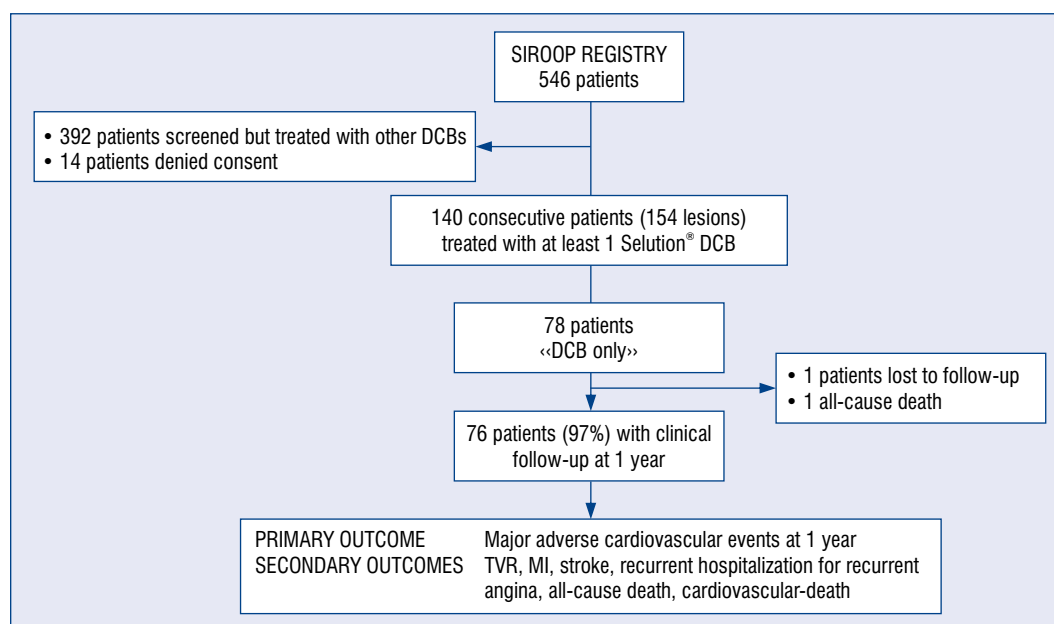 SIROOP REGISTRY
546 patients
• 392 patients screened but treated with other DCBs
• 14 patients denied consent
140 consecutive patients (154 lesions)
treated with at least 1 Selution® DCB
78 patients
‹‹DCB only››
• 1 patients lost to follow-up
• 1 all-cause death
76 patients (97%) with clinical
follow-up at 1 year
PRIMARY OUTCOME Major adverse cardiovascular events at 1 year
SECONDARY OUTCOMES TVR, MI, stroke, recurrent hospitalization for recurrent
angina, all-cause death, cardiovascular-death